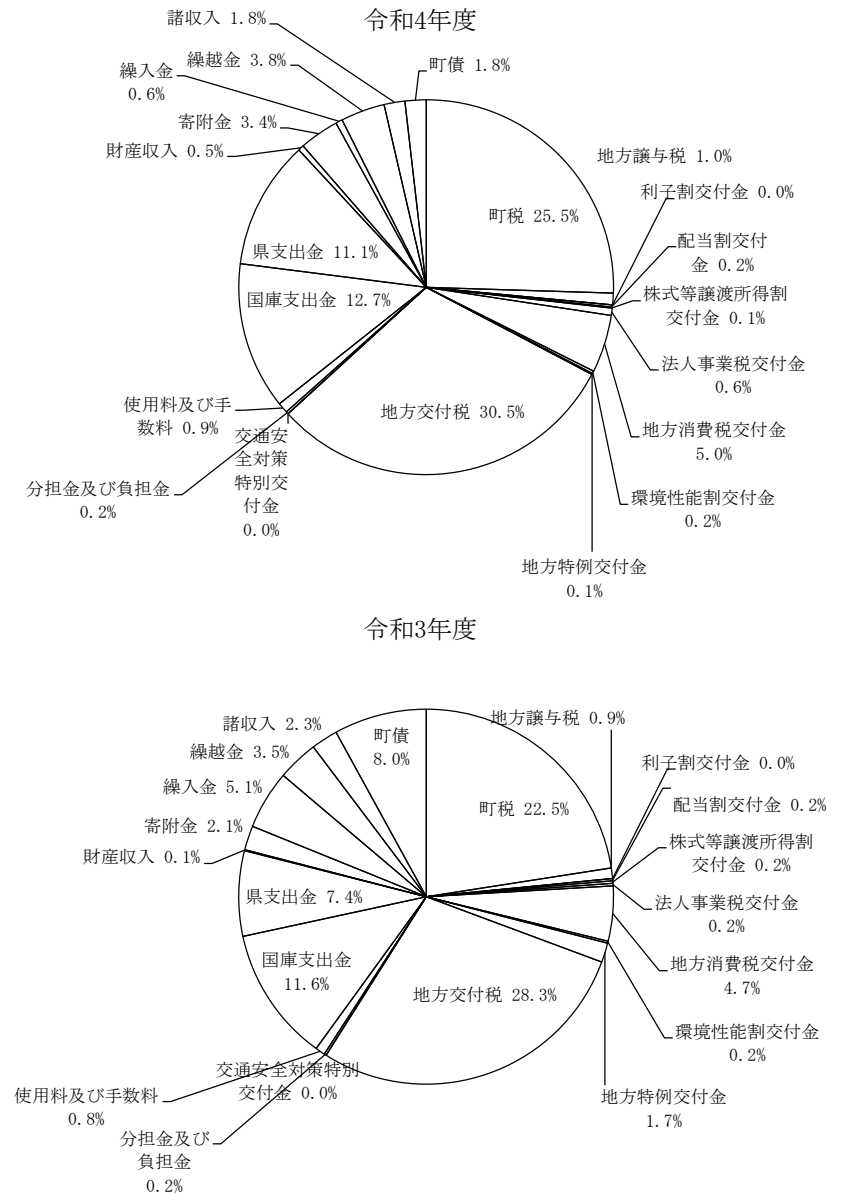 令和4年度
諸収入 1.8%
繰越金 3.8%
町債 1.8%
繰入金
0.6%
寄附金 3.4%
財産収入 0.5%
地方譲与税 1.0%
利子割交付金 0.0%
町税 25.5%
配当割交付
金 0.2%
県支出金 11.1%
国庫支出金 12.7%
株式等譲渡所得割
交付金 0.1%
法人事業税交付金
0.6%
使用料及び手
数料 0.9%
地方交付税 30.5%
地方消費税交付金
5.0%
交通安
全対策
特別交
付金
0.0%
分担金及び負担金
0.2%
環境性能割交付金
0.2%
地方特例交付金
0.1%
令和3年度
諸収入 2.3%
町債
8.0%
地方譲与税 0.9%
繰越金 3.5%
利子割交付金 0.0%
繰入金 5.1%
町税 22.5%
配当割交付金 0.2%
寄附金 2.1%
株式等譲渡所得割
交付金 0.2%
財産収入 0.1%
県支出金 7.4%
法人事業税交付金
0.2%
国庫支出金
11.6%
地方交付税 28.3%
地方消費税交付金
4.7%
環境性能割交付金
0.2%
交通安全対策特別
交付金 0.0%
使用料及び手数料
0.8%
地方特例交付金
1.7%
分担金及び
負担金
0.2%